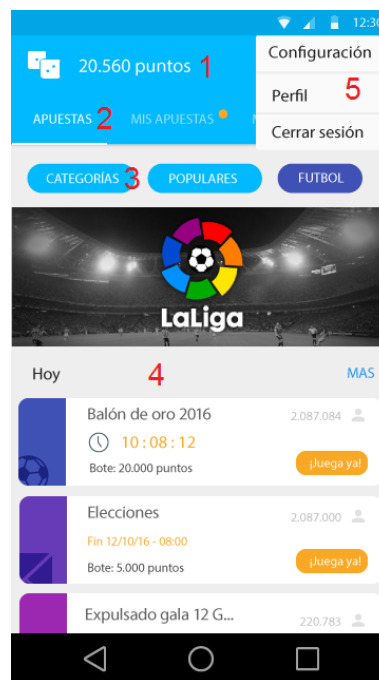 12:30
20.560 puntos 1
Configuración
Perfil 5
Cerrar sesión
APUESTAS 2 MIS APUESTAS
CATEGORÍAS 3 POPULARES FUTBOL
LaLiga
Hoy 4 MAS
Balón de oro 2016 2.087.084
10 : 08 : 12
Bote: 20.000 puntos ¡Juega ya!
Elecciones 2.087.000
Fin 12/10/16 - 08:00
Bote: 5.000 puntos ¡Juega ya!
Expulsado gala 12 G... 220.783